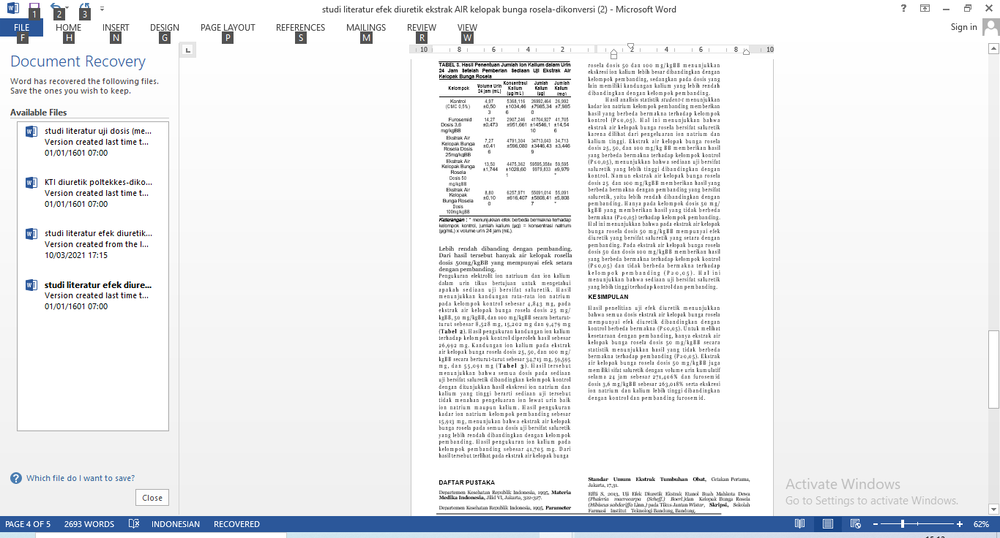 studi literatur efek diuretik ekstrak AIR kelopak bunga rosela-dikonversi (2) - Microsoft Word
1 2 3
FILE HOME INSERT DESIGN PAGE LAYOUT REFERENCES MAILINGS REVIEW VIEW Sign in
F H N G P S M R W
Document Recovery
Word has recovered the following files.
Save the ones you wish to keep.
Available Files
studi literatur uji dosis (me...
Version created last time t...
01/01/1601 07:00
KTI diuretik poltekkes-diko...
Version created last time t...
01/01/1601 07:00
studi literatur efek diuretik...
Version created from the l...
10/03/2021 17:15
studi literatur efek diure...
Version created last time t...
01/01/1601 07:00
Which file do I want to save?
Close
10 8 6 4 2 2 4 6 8 10
TABEL 3. Hasil Penentuan Jumlah Ion Kalium dalam Urin
24 Jam Setelah Pemberian Sediaan Uji Ekstrak Air
Kelopak Bunga Rosela
Kelompok Volume Urin 24 jam (mL) Konsentrasi Kalium (µg/mL) Jumlah Kalium (µg) Jumlah Kalium (mg)
Kontrol 4,97 5368,116 26992,464 26,992
(CMC 0,5%) ±0,50 ±1034,46 ±7985,34 ±7,985
3 6 0
Furosemid 14,27 2907,246 41704,927 41,705
Dosis 3,6 ±0,473 ±951,661 ±14546,1 ±14,54
mg/kgBB 10 6
Ekstrak Air
Kelopak Bunga 7,27 4791,304 34713,043 34,713
Rosela Dosis ±0,41 ±596,080 ±3446,43 ±3,446
25mg/kgBB 6 9
Ekstrak Air
Kelopak Bunga 13,50 4475,362 59595,358± 59,595
Rosela ±1,744 ±1028,60 9979,833 ±9,979
Dosis 50 1 *
mg/kgBB
Ekstrak Air 8,80 6257,971 55091,014 55,091
Kelopak ±0,10 ±616,407 ±5808,41 ±5,808
Bunga Rosela 0 7 *
Dosis
100mg/kgBB
Keterangan : * menunjukkan efek berbeda bermakna terhadap
kelompok kontrol, jumlah kalium (µg) = konsentrasi natrium
(µg/mL) x volume urin 24 jam (mL).
Lebih rendah dibanding dengan pembanding.
Dari hasil tersebut hanyak air kelopak rosella
dosis 50mg/kgBB yang mempunyai efek setara
dengan pembanding.
Pengukuran elektrolit ion natriuum dan ion kalium
dalam urin tikus bertujuan untuk mengetahui
apakah sediaan uji bersifat saluretik. Hasil
menunjukkan kandungan rata-rata ion natrium
pada kelompok kontrol sebesar 4,843 mg, pada
ekstrak air kelopak bunga rosela dosis 25 mg/
kgBB, 50 mg/kgBB, dan 100 mg/kgBB secara berturut-
turut sebesar 8,528 mg, 15,202 mg dan 9,479 mg
(Tabel 2). Hasil pengukuran kandungan ion kalium
terhadap kelompok kontrol diperoleh hasil sebesar
26,992 mg. Kandungan ion kalium pada ekstrak
air kelopak bunga rosela dosis 25, 50, dan 100 mg/
kgBB secara berturut-turut sebesar 34,713 mg, 59,595
mg, dan 55,091 mg (Tabel 3). Hasil tersebut
menunjukkan bahwa semua dosis pada sediaan
uji bersifat saluretik dibandingkan kelompok kontrol
dengan ditunjukkan hasil ekskresi ion natrium dan
kalium yang tinggi berarti sediaan uji tersebut
tidak menahan pengeluaran ion lewat urin baik
ion natrium maupun kalium. Hasil pengukuran
kadar ion natrium kelompok pembanding sebesar
15,913 mg, menunjukan bahwa ekstrak air kelopak
bunga rosela pada semua dosis uji bersifat saluretik
yang lebih rendah dibandingkan dengan kelompok
pembanding. Hasil pengukuran ion kalium pada
kelompok pembanding sebesar 41,705 mg. Dari
hasil tersebut terlihat pada ekstrak air kelopak bunga
rosela dosis 50 dan 100 mg/kgBB menunjukkan
ekskresi ion kalium lebih besar dibandingkan dengan
kelompok pembanding, sedangkan pada dosis yang
lain memiliki kandungan kalium yang lebih rendah
dibandingkan dengan kelompok pembanding.
Hasil analisis statistik student-t menunjukkan
kadar ion natrium kelompok pembanding memberikan
hasil yang berbeda bermakna terhadap kelompok
kontrol (P≤0,05). Hal ini menunjukkan bahwa
ekstrak air kelopak bunga rosela bersifat saluretik
karena dilihat dari pengeluaran ion natrium dan
kalium tinggi. Ekstrak air kelopak bunga rosela
dosis 25, 50, dan 100 mg/kg BB memberikan hasil
yang berbeda bermakna terhadap kelompok kontrol
(P≤0,05), menunjukkan bahwa sediaan uji bersifat
saluretik yang lebih tinggi dibandingkan dengan
kontrol. Namun ekstrak air kelopak bunga rosela
dosis 25 dan 100 mg/kgBB memberikan hasil yang
berbeda bermakna dengan pembanding yang bersifat
saluretik, yaitu lebih rendah dibandingkan dengan
pembanding. Hanya pada kelompok dosis 50 mg/
kgBB yang memberikan hasil yang tidak berbeda
bermakna (P≥0,05) terhadap kelompok pembanding.
Hal ini menunjukkan bahwa pada ekstrak air kelopak
bunga rosela dosis 50 mg/kgBB mempunyai efek
diuretik yang bersifat saluretik yang setara dengan
pembanding. Pada ekstrak air kelopak bunga rosela
dosis 50 dan dosis 100 mg/kgBB memberikan hasil
yang berbeda bermakna terhadap kelompok kontrol
(P≤0,05) dan tidak berbeda bermakna terhadap
kelompok pembanding (P≥0,05). Hal ini
menunjukkan bahwa sediaan uji bersifat saluretik
yang lebih tinggi terhadap kontrol dan pembanding.
KESIMPULAN
Hasil penelitian uji efek diuretik menunjukkan
bahwa semua dosis ekstrak air kelopak bunga rosela
mempunyai efek diuretik dibandingkan dengan
kontrol berbeda bermakna (P≤0,05). Untuk melihat
kesetaraan dengan pembanding, hanya ekstrak air
kelopak bunga rosela dosis 50 mg/kgBB secara
statistik menunjukkan hasil yang tidak berbeda
bermakna terhadap pembanding (P≥0,05). Ekstrak
air kelopak bunga rosela dosis 50 mg/kgBB juga
memiliki sifat saluretik dengan volume urin kumulatif
selama 24 jam sebesar 271,406% dan furosemid
dosis 3,6 mg/kgBB sebesar 263,018% serta ekskresi
ion natrium dan kalium lebih tinggi dibandingkan
dengan kontrol dan pembanding furosemid.
DAFTAR PUSTAKA
Departemen Kesehatan Republik Indonesia, 1995, Materia
Medika Indonesia, Jilid VI, Jakarta, 322-327.
Departemen Kesehatan Republik Indonesia, 1995, Parameter
Standar Umum Ekstrak Tumbuhan Obat, Cetakan Pertama,
Jakarta, 17,31.
Effii S, 2013, Uji Efek Diuretik Ekstrak Etanol Buah Mahkota Dewa
(Phaleria macrocarpa (Scheff.) Boerl.)dan Kelopak Bunga Rosela
(Hibiscus sabdariffa Linn.) pada Tikus Jantan Wistar, Skripsi, Sekolah
Farmasi Institut Teknologi Bandung, Bandung.
Activate Windows
Go to Settings to activate Windows.
PAGE 4 OF 5 2693 WORDS INDONESIAN RECOVERED 62%